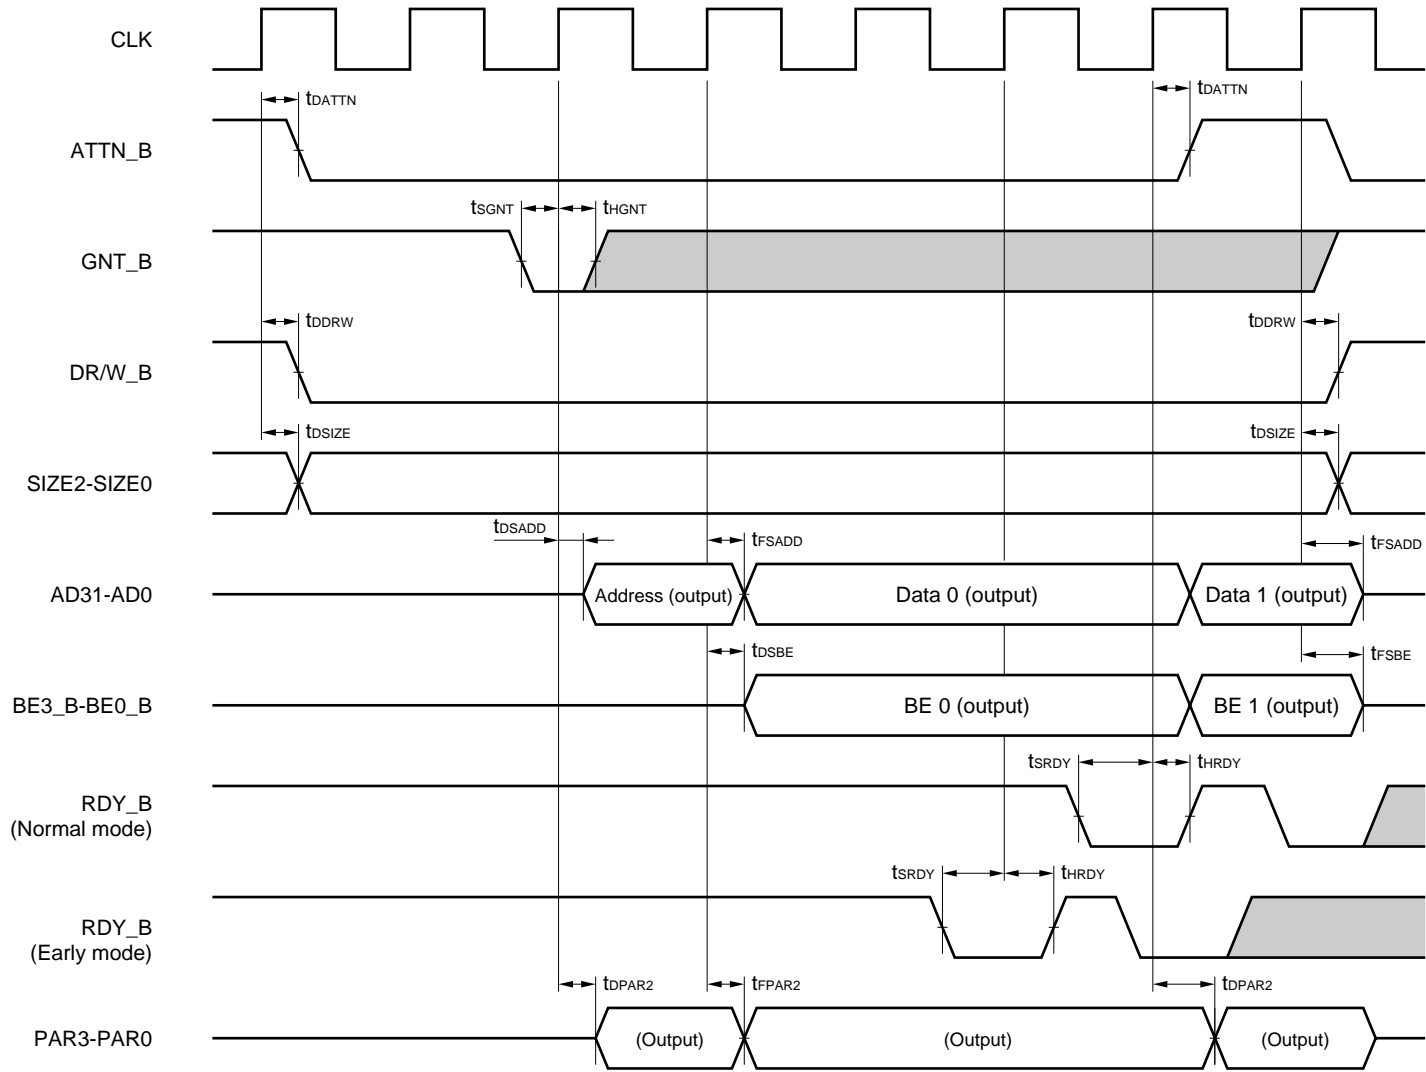 CLK
tDATTN
tDATTN
ATTN_B
tSGNT
tHGNT
GNT_B
tDDRW
tDDRW
DR/W_B
tDSIZE
tDSIZE
SIZE2-SIZE0
tDSADD
tFSADD
tFSADD
AD31-AD0
Address (output)
Data 0 (output)
Data 1 (output)
tDSBE
tFSBE
BE3_B-BE0_B
BE 0 (output)
BE 1 (output)
tSRDY
tHRDY
RDY_B
(Normal mode)
tSRDY
tHRDY
RDY_B
(Early mode)
tDPAR2
tFPAR2
tDPAR2
PAR3-PAR0
(Output)
(Output)
(Output)